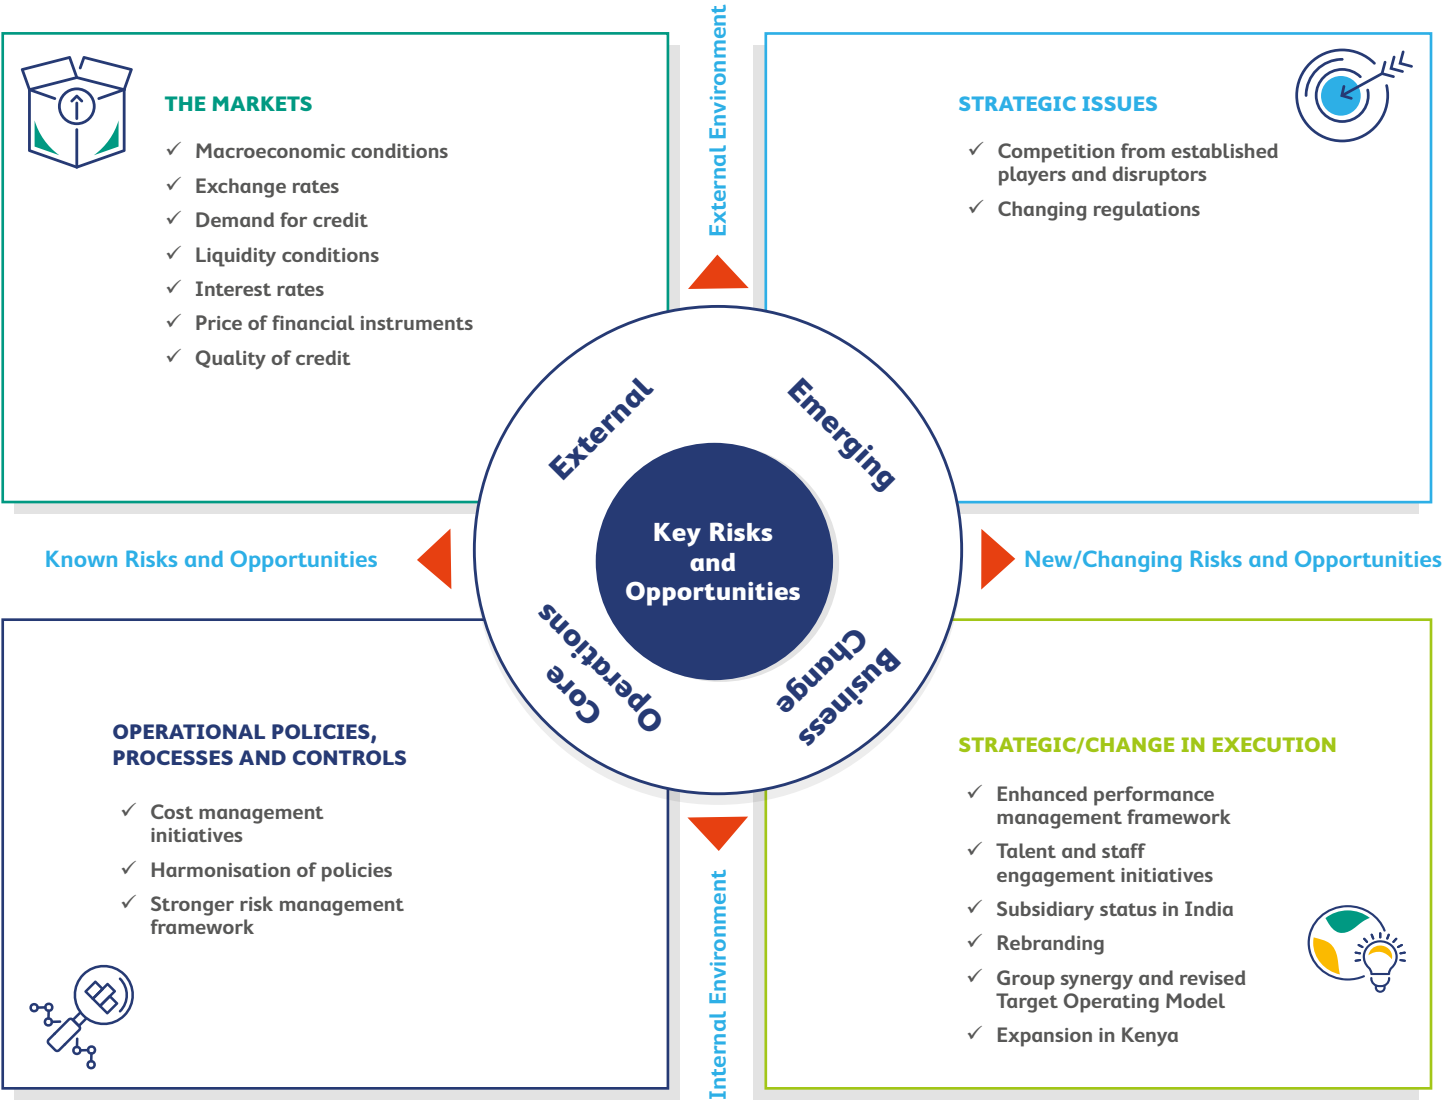 External Environment
THE MARKETS
✓ Macroeconomic conditions
✓ Exchange rates
✓ Demand for credit
✓ Liquidity conditions
✓ Interest rates
✓ Price of financial instruments
✓ Quality of credit
STRATEGIC ISSUES
✓ Competition from established
players and disruptors
✓ Changing regulations
External
Emerging
Key Risks
and
Opportunities
Known Risks and Opportunities
New/Changing Risks and Opportunities
Core
Operations
Business
Change
OPERATIONAL POLICIES,
PROCESSES AND CONTROLS
✓ Cost management
initiatives
✓ Harmonisation of policies
✓ Stronger risk management
framework
STRATEGIC/CHANGE IN EXECUTION
✓ Enhanced performance
management framework
✓ Talent and staff
engagement initiatives
✓ Subsidiary status in India
✓ Rebranding
✓ Group synergy and revised
Target Operating Model
✓ Expansion in Kenya
Internal Environment